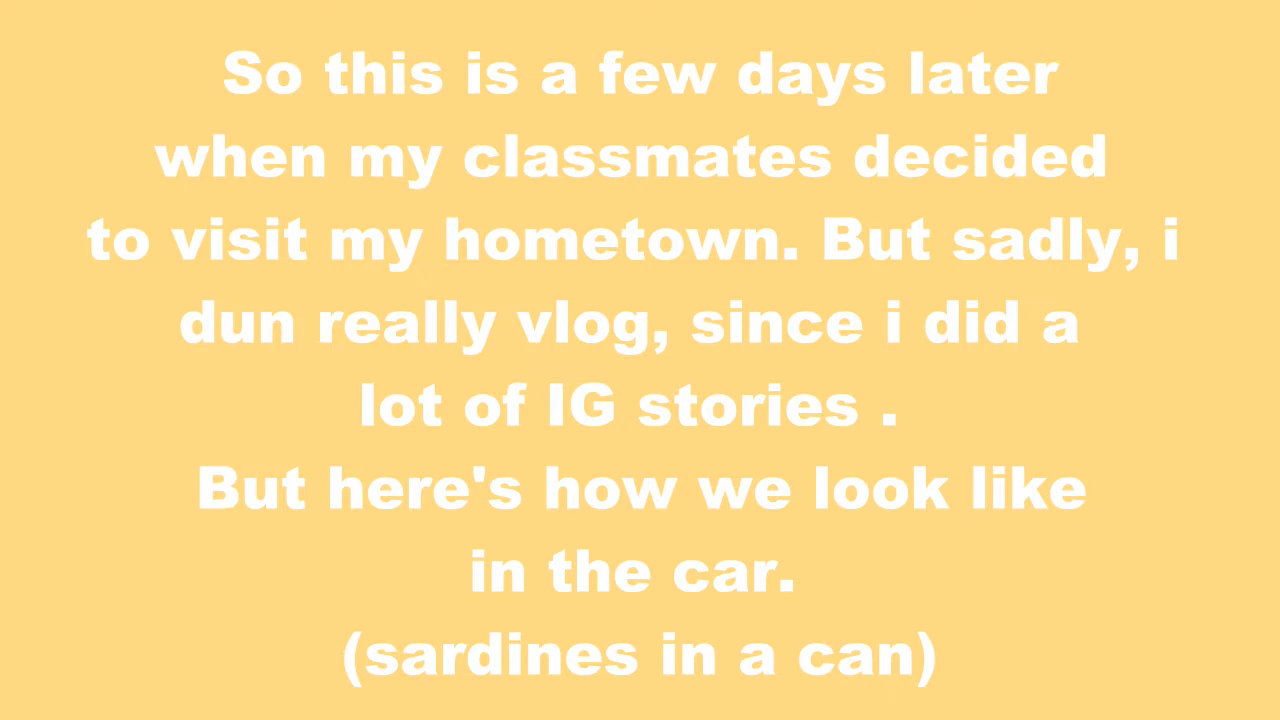 So this is a few days later
when my classmates decided
to visit my hometown. But sadly, i
dun really vlog, since i did a
lot of IG stories .
But here's how we look like
in the car.
(sardines in a can)